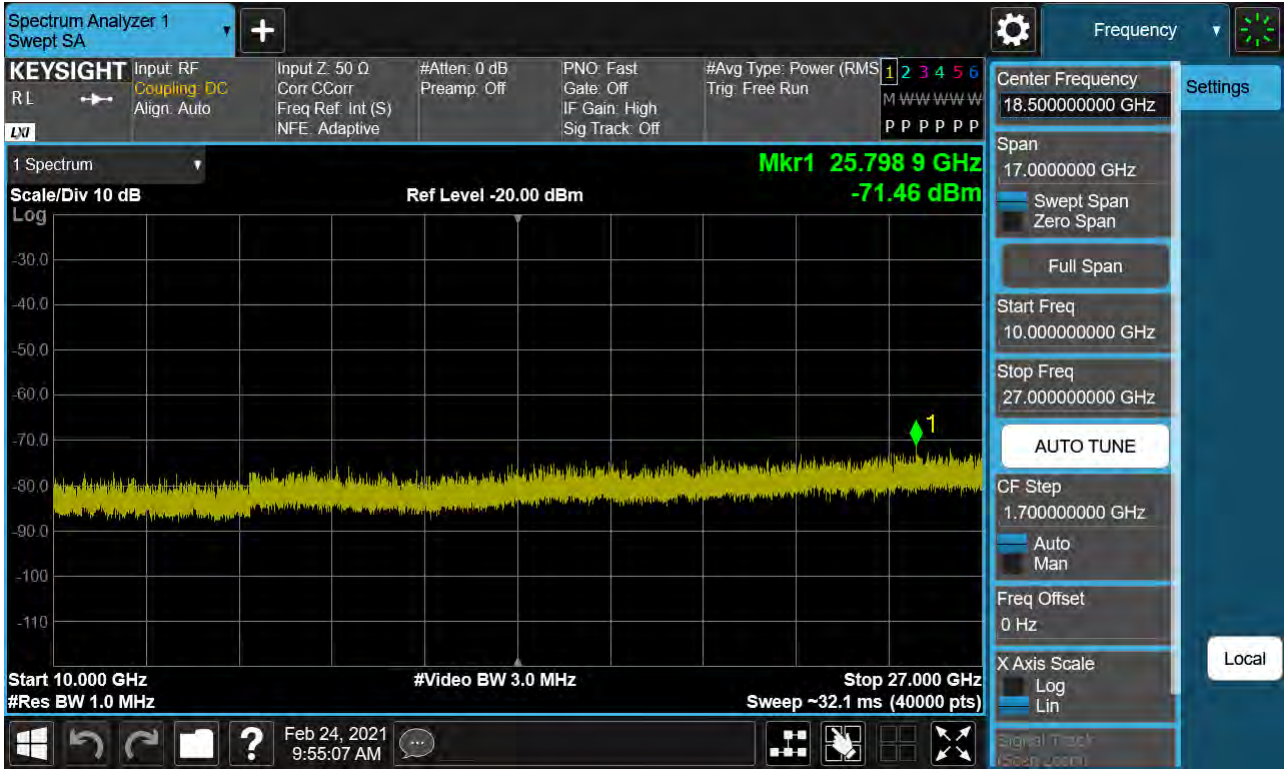 Spectrum Analyzer 1
Swept SA
Frequency
KEYSIGHT
R L
LXI
Input: RF
Coupling: DC
Align: Auto
Input Z: 50 Ω
Corr CCorr
Freq Ref: Int (S)
NFE: Adaptive
#Atten: 0 dB
Preamp: Off
PNO: Fast
Gate: Off
IF Gain: High
Sig Track: Off
#Avg Type: Power (RMS
Trig: Free Run
1 2 3 4 5 6
M W W W W W
P P P P P P
1 Spectrum
Scale/Div 10 dB
Ref Level -20.00 dBm
Mkr1 25.798 9 GHz
-71.46 dBm
Log
-30.0
-40.0
-50.0
-60.0
-70.0
-80.0
-90.0
-100
-110
1
Start 10.000 GHz
#Res BW 1.0 MHz
#Video BW 3.0 MHz
Stop 27.000 GHz
Sweep ~32.1 ms (40000 pts)
Center Frequency
18.500000000 GHz
Span
17.0000000 GHz
Swept Span
Zero Span
Full Span
Start Freq
10.000000000 GHz
Stop Freq
27.000000000 GHz
AUTO TUNE
CF Step
1.700000000 GHz
Auto
Man
Freq Offset
0 Hz
X Axis Scale
Log
Lin
Signal Track
(Span Zoom)
Settings
Local
?
Feb 24, 2021
9:55:07 AM